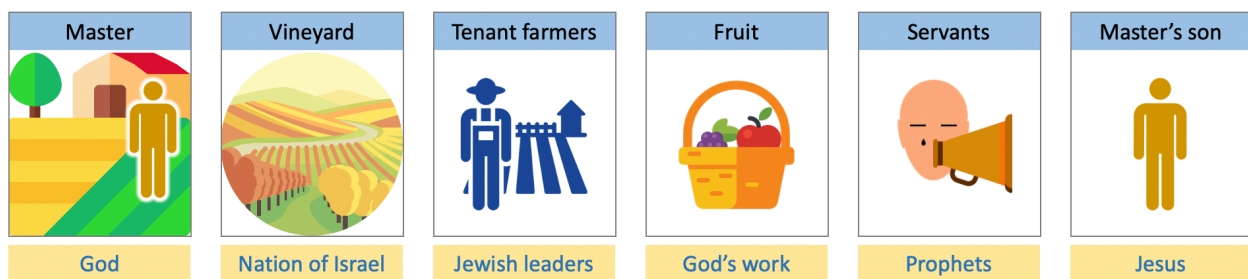 Master
Vineyard
Tenant farmers
Fruit
Servants
Master’s son
God
Nation of Israel
Jewish leaders
God’s work
Prophets
Jesus